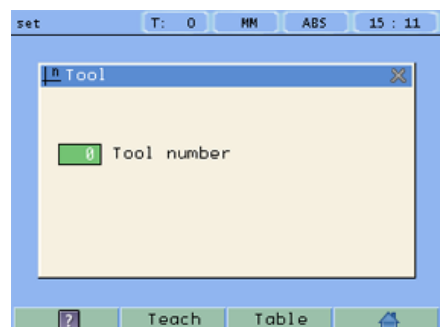 set T: 0 MM ABS 15 : 11
n Tool
0 Tool number
? Teach Table